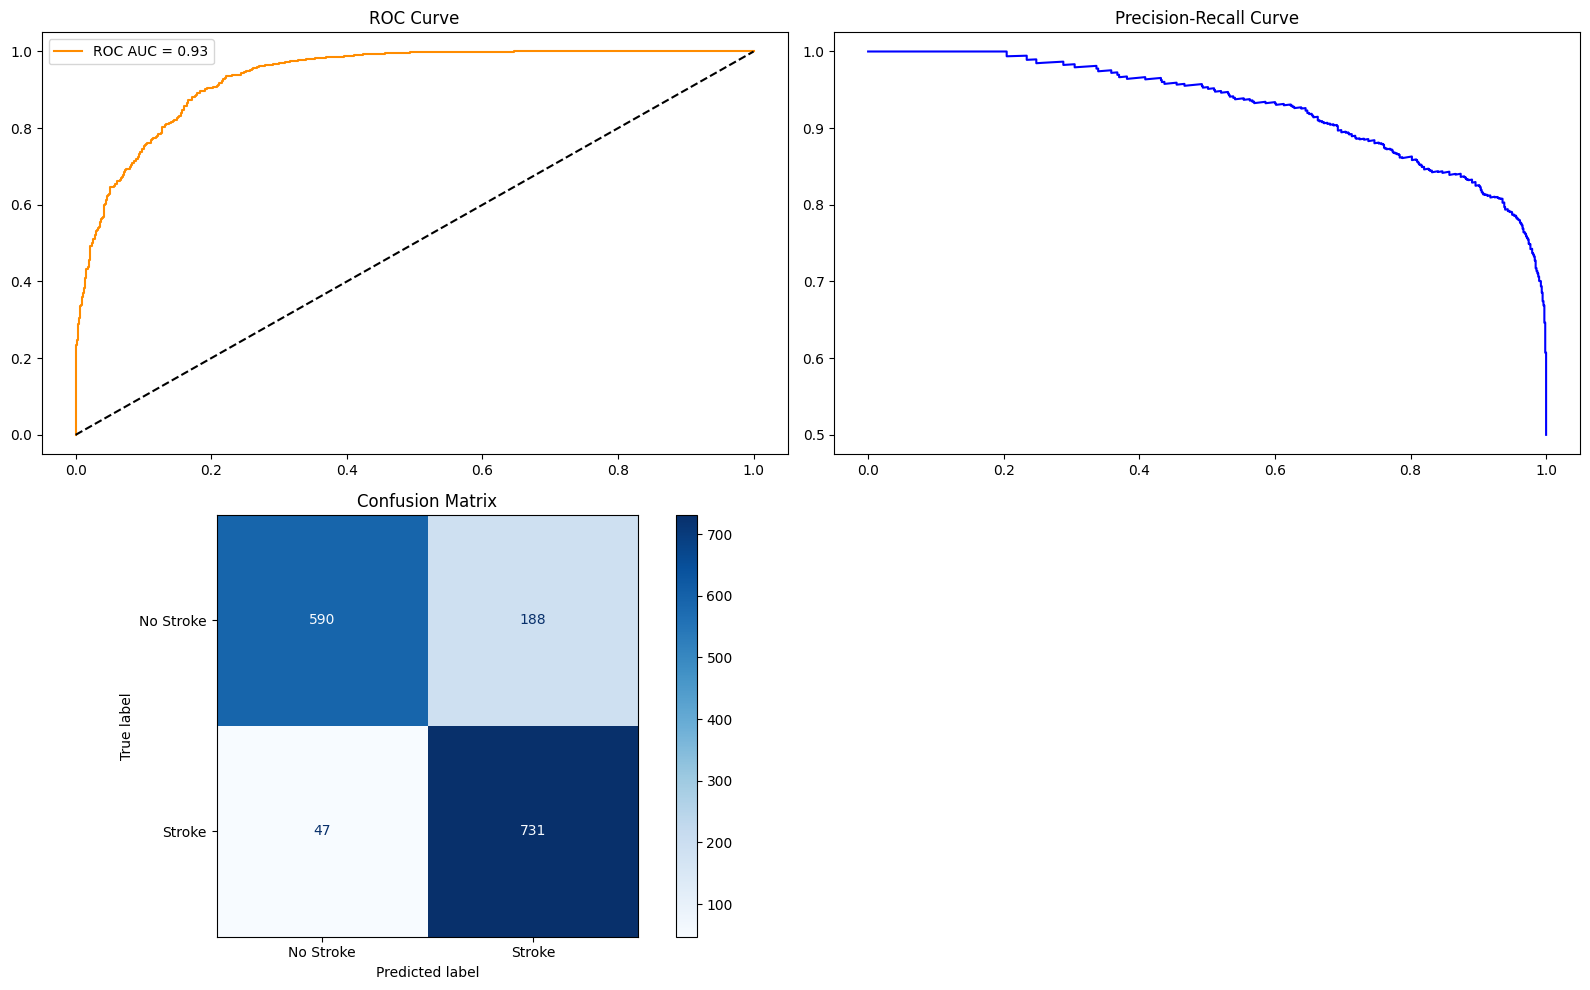 ROC Curve
ROC AUC = 0.93
1.0
0.8
0.6
0.4
0.2
0.0
0.0 0.2 0.4 0.6 0.8 1.0
Precision-Recall Curve
1.0
0.9
0.8
0.7
0.6
0.5
0.0 0.2 0.4 0.6 0.8 1.0
Confusion Matrix
True label
No Stroke 590 188
Stroke 47 731
No Stroke Stroke
Predicted label
700
600
500
400
300
200
100